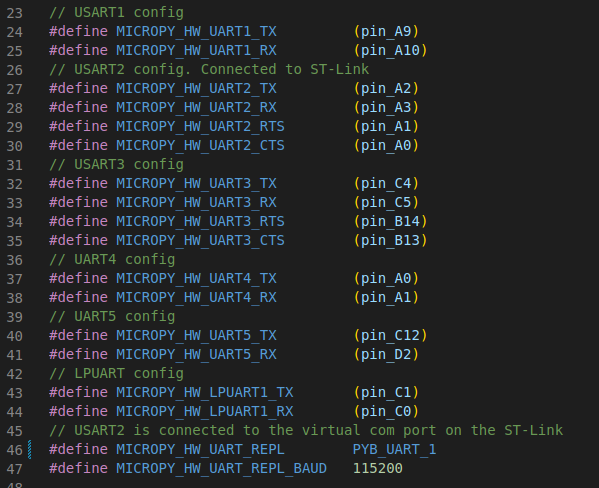 23 // USART1 config
24 #define MICROPY_HW_UART1_TX (pin_A9)
25 #define MICROPY_HW_UART1_RX (pin_A10)
26 // USART2 config. Connected to ST-Link
27 #define MICROPY_HW_UART2_TX (pin_A2)
28 #define MICROPY_HW_UART2_RX (pin_A3)
29 #define MICROPY_HW_UART2_RTS (pin_A1)
30 #define MICROPY_HW_UART2_CTS (pin_A0)
31 // USART3 config
32 #define MICROPY_HW_UART3_TX (pin_C4)
33 #define MICROPY_HW_UART3_RX (pin_C5)
34 #define MICROPY_HW_UART3_RTS (pin_B14)
35 #define MICROPY_HW_UART3_CTS (pin_B13)
36 // UART4 config
37 #define MICROPY_HW_UART4_TX (pin_A0)
38 #define MICROPY_HW_UART4_RX (pin_A1)
39 // UART5 config
40 #define MICROPY_HW_UART5_TX (pin_C12)
41 #define MICROPY_HW_UART5_RX (pin_D2)
42 // LPUART config
43 #define MICROPY_HW_LPUART1_TX (pin_C1)
44 #define MICROPY_HW_LPUART1_RX (pin_C0)
45 // USART2 is connected to the virtual com port on the ST-Link
46 #define MICROPY_HW_UART_REPL PYB_UART_1
47 #define MICROPY_HW_UART_REPL_BAUD 115200
48